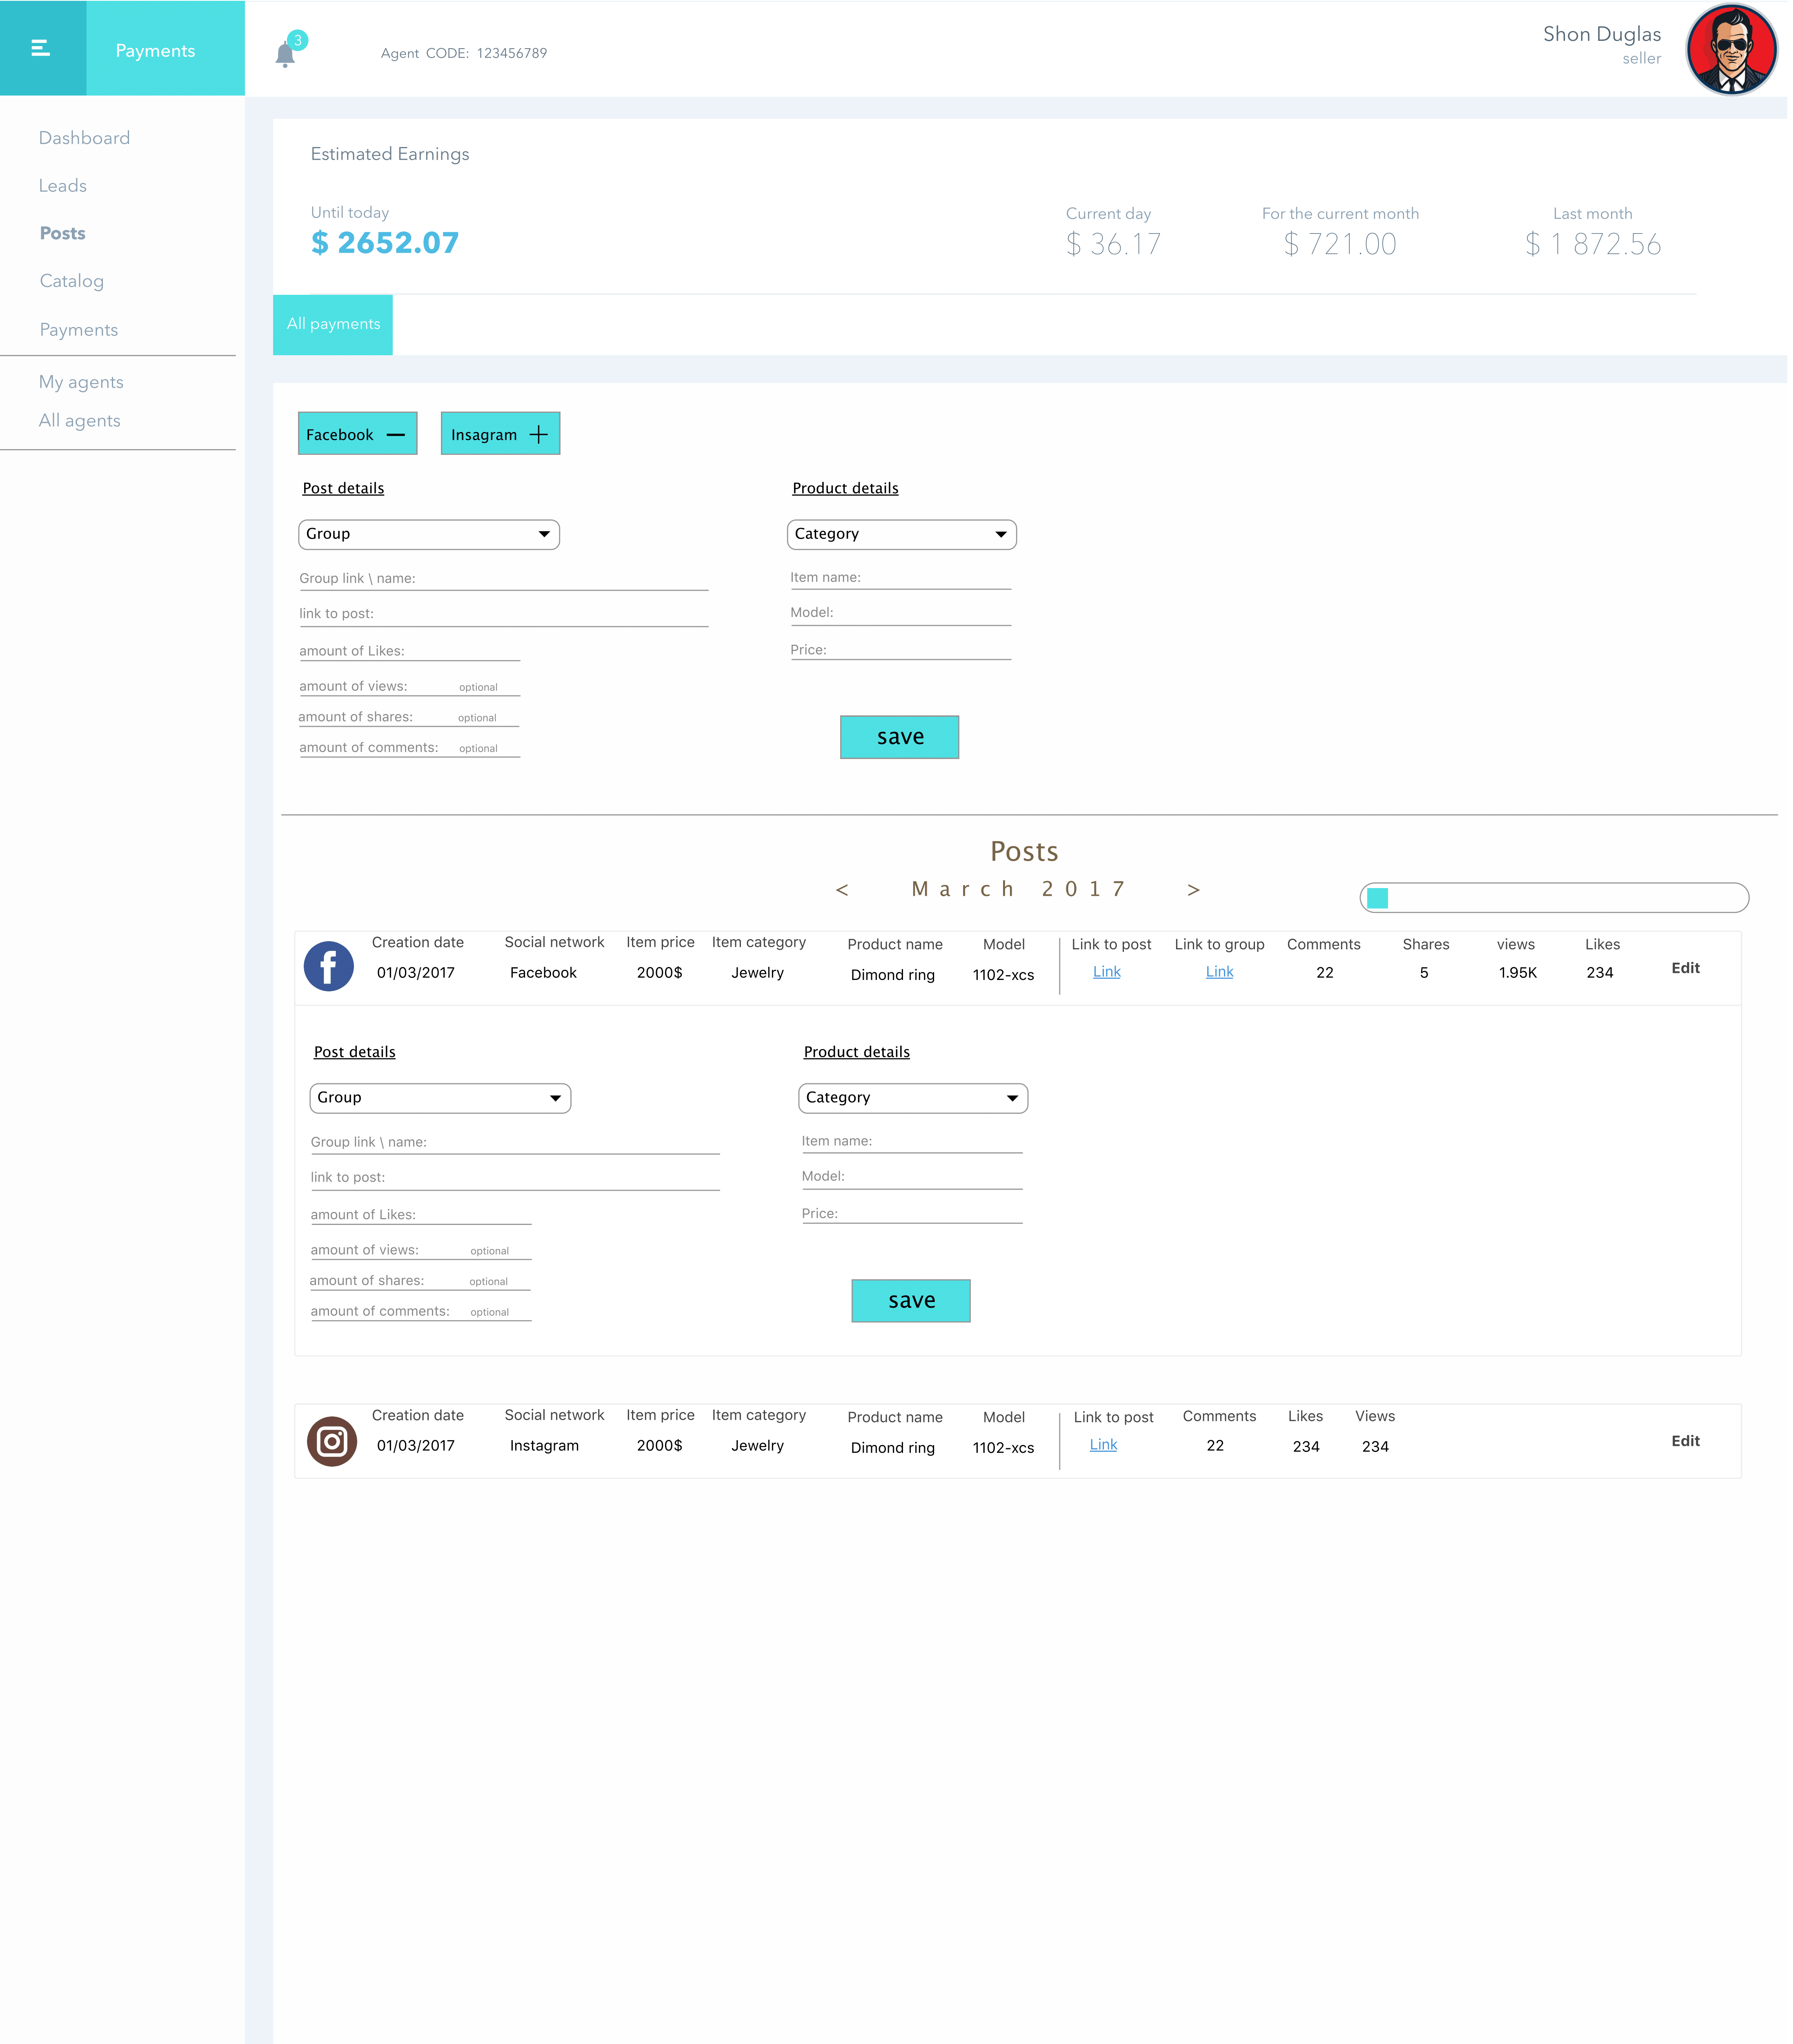 Payments
3
Agent CODE: 123456789
Shon Duglas
seller
Dashboard
Leads
Posts
Catalog
Payments
My agents
All agents
Estimated Earnings
Until today
$ 2652.07
Current day
$ 36.17
For the current month
$ 721.00
Last month
$ 1 872.56
All payments
Facebook
Insagram
Post details
Group
Group link \ name:
link to post:
amount of Likes:
amount of views: optional
amount of shares: optional
amount of comments: optional
Product details
Category
Item name:
Model:
Price:
save
Posts
< March 2017 >
Creation date Social network Item price Item category Product name Model Link to post Link to group Comments Shares views Likes
01/03/2017 Facebook 2000$ Jewelry Dimond ring 1102-xcs Link Link 22 5 1.95K 234
Edit
Post details
Group
Group link \ name:
link to post:
amount of Likes:
amount of views: optional
amount of shares: optional
amount of comments: optional
Product details
Category
Item name:
Model:
Price:
save
Creation date Social network Item price Item category Product name Model Link to post Comments Likes Views
01/03/2017 Instagram 2000$ Jewelry Dimond ring 1102-xcs Link 22 234 234
Edit